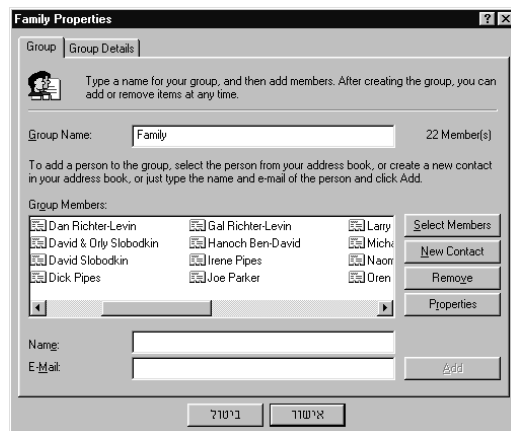 Family Properties
Group Group Details
Type a name for your group, and then add members. After creating the group, you can
add or remove items at any time.
Group Name: Family 22 Member(s)
To add a person to the group, select the person from your address book, or create a new contact
in your address book, or just type the name and e-mail of the person and click Add.
Group Members:
Dan Richter-Levin Gal Richter-Levin Larry
David & Orly Slobodkin Hanoch Ben-David Micha
David Slobodkin Irene Pipes Naom
Dick Pipes Joe Parker Oren
Select Members
New Contact
Remove
Properties
Name:
E-Mail:
Add
ביטול אישור